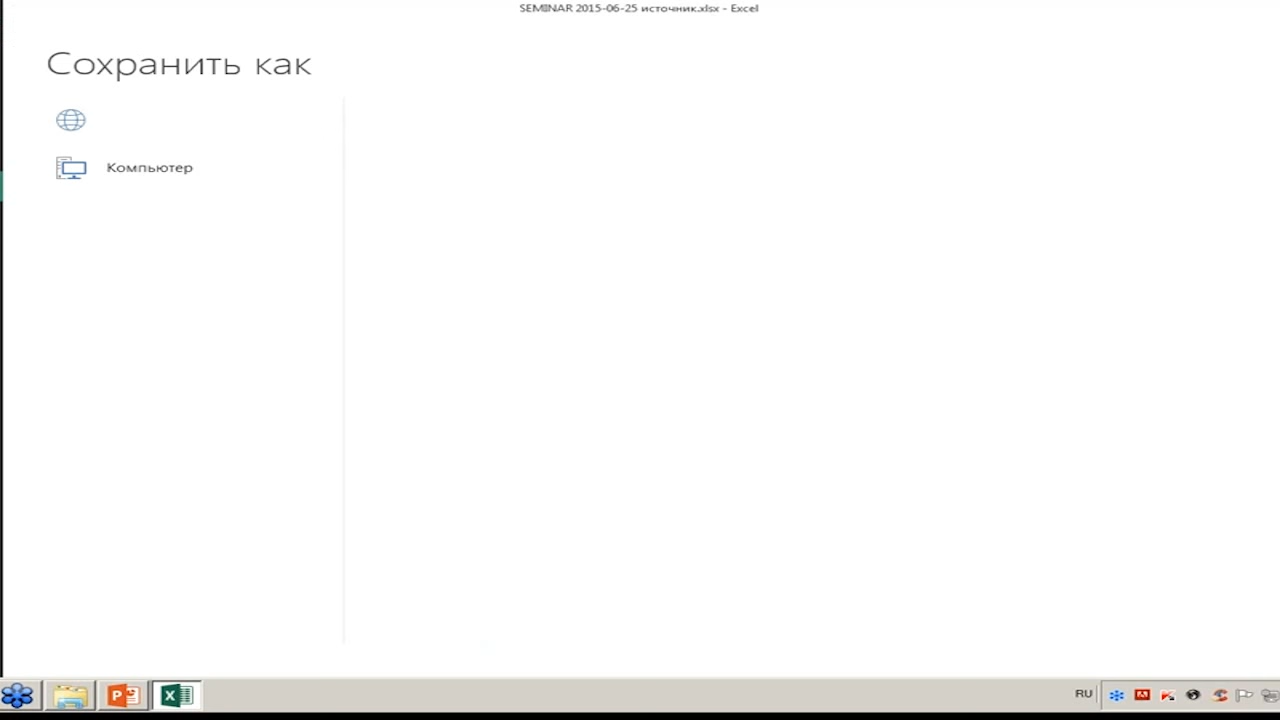 SEMINAR 2015-06-25 источник.xlsx - Excel
Сохранить как
Компьютер
RU